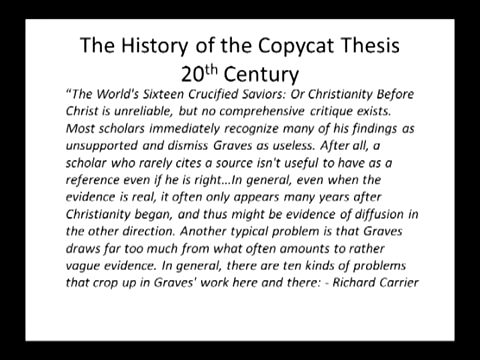 The History of the Copycat Thesis
20th Century
"The World's Sixteen Crucified Saviors: Or Christianity Before
Christ is unreliable, but no comprehensive critique exists.
Most scholars immediately recognize many of his findings as
unsupported and dismiss Graves as useless. After all, a
scholar who rarely cites a source isn't useful to have as a
reference even if he is right...In general, even when the
evidence is real, it often only appears many years after
Christianity began, and thus might be evidence of diffusion in
the other direction. Another typical problem is that Graves
draws far too much from what often amounts to rather
vague evidence. In general, there are ten kinds of problems
that crop up in Graves' work here and there: - Richard Carrier